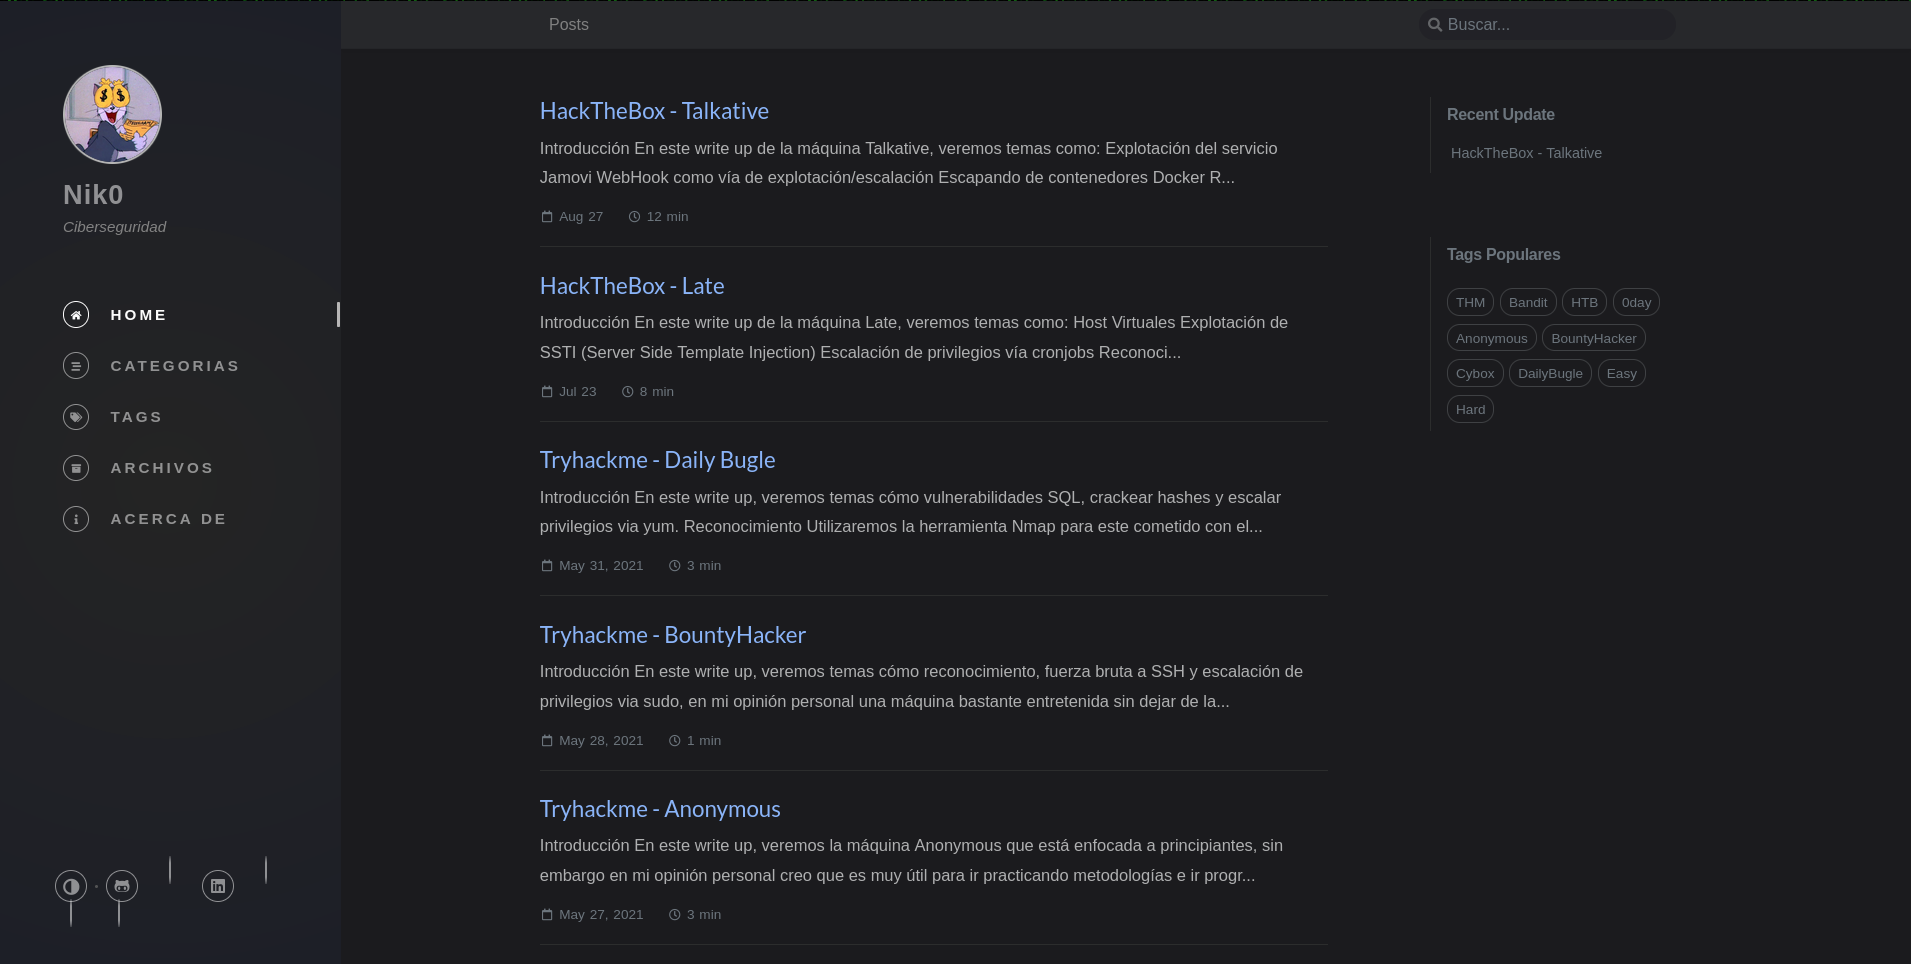 Posts
Buscar...
Nik0
Ciberseguridad
HOME
CATEGORIAS
TAGS
ARCHIVOS
ACERCA DE
HackTheBox - Talkative
Introducción En este write up de la máquina Talkative, veremos temas como: Explotación del servicio
Jamovi WebHook como vía de explotación/escalación Escapando de contenedores Docker R...
Aug 27 12 min
HackTheBox - Late
Introducción En este write up de la máquina Late, veremos temas como: Host Virtuales Explotación de
SSTI (Server Side Template Injection) Escalación de privilegios vía cronjobs Reconoci...
Jul 23 8 min
Tryhackme - Daily Bugle
Introducción En este write up, veremos temas cómo vulnerabilidades SQL, crackear hashes y escalar
privilegios via yum. Reconocimiento Utilizaremos la herramienta Nmap para este cometido con el...
May 31, 2021 3 min
Tryhackme - BountyHacker
Introducción En este write up, veremos temas cómo reconocimiento, fuerza bruta a SSH y escalación de
privilegios via sudo, en mi opinión personal una máquina bastante entretenida sin dejar de la...
May 28, 2021 1 min
Tryhackme - Anonymous
Introducción En este write up, veremos la máquina Anonymous que está enfocada a principiantes, sin
embargo en mi opinión personal creo que es muy útil para ir practicando metodologías e ir progr...
May 27, 2021 3 min
Recent Update
HackTheBox - Talkative
Tags Populares
THM Bandit HTB 0day
Anonymous BountyHacker
Cybox DailyBugle Easy
Hard